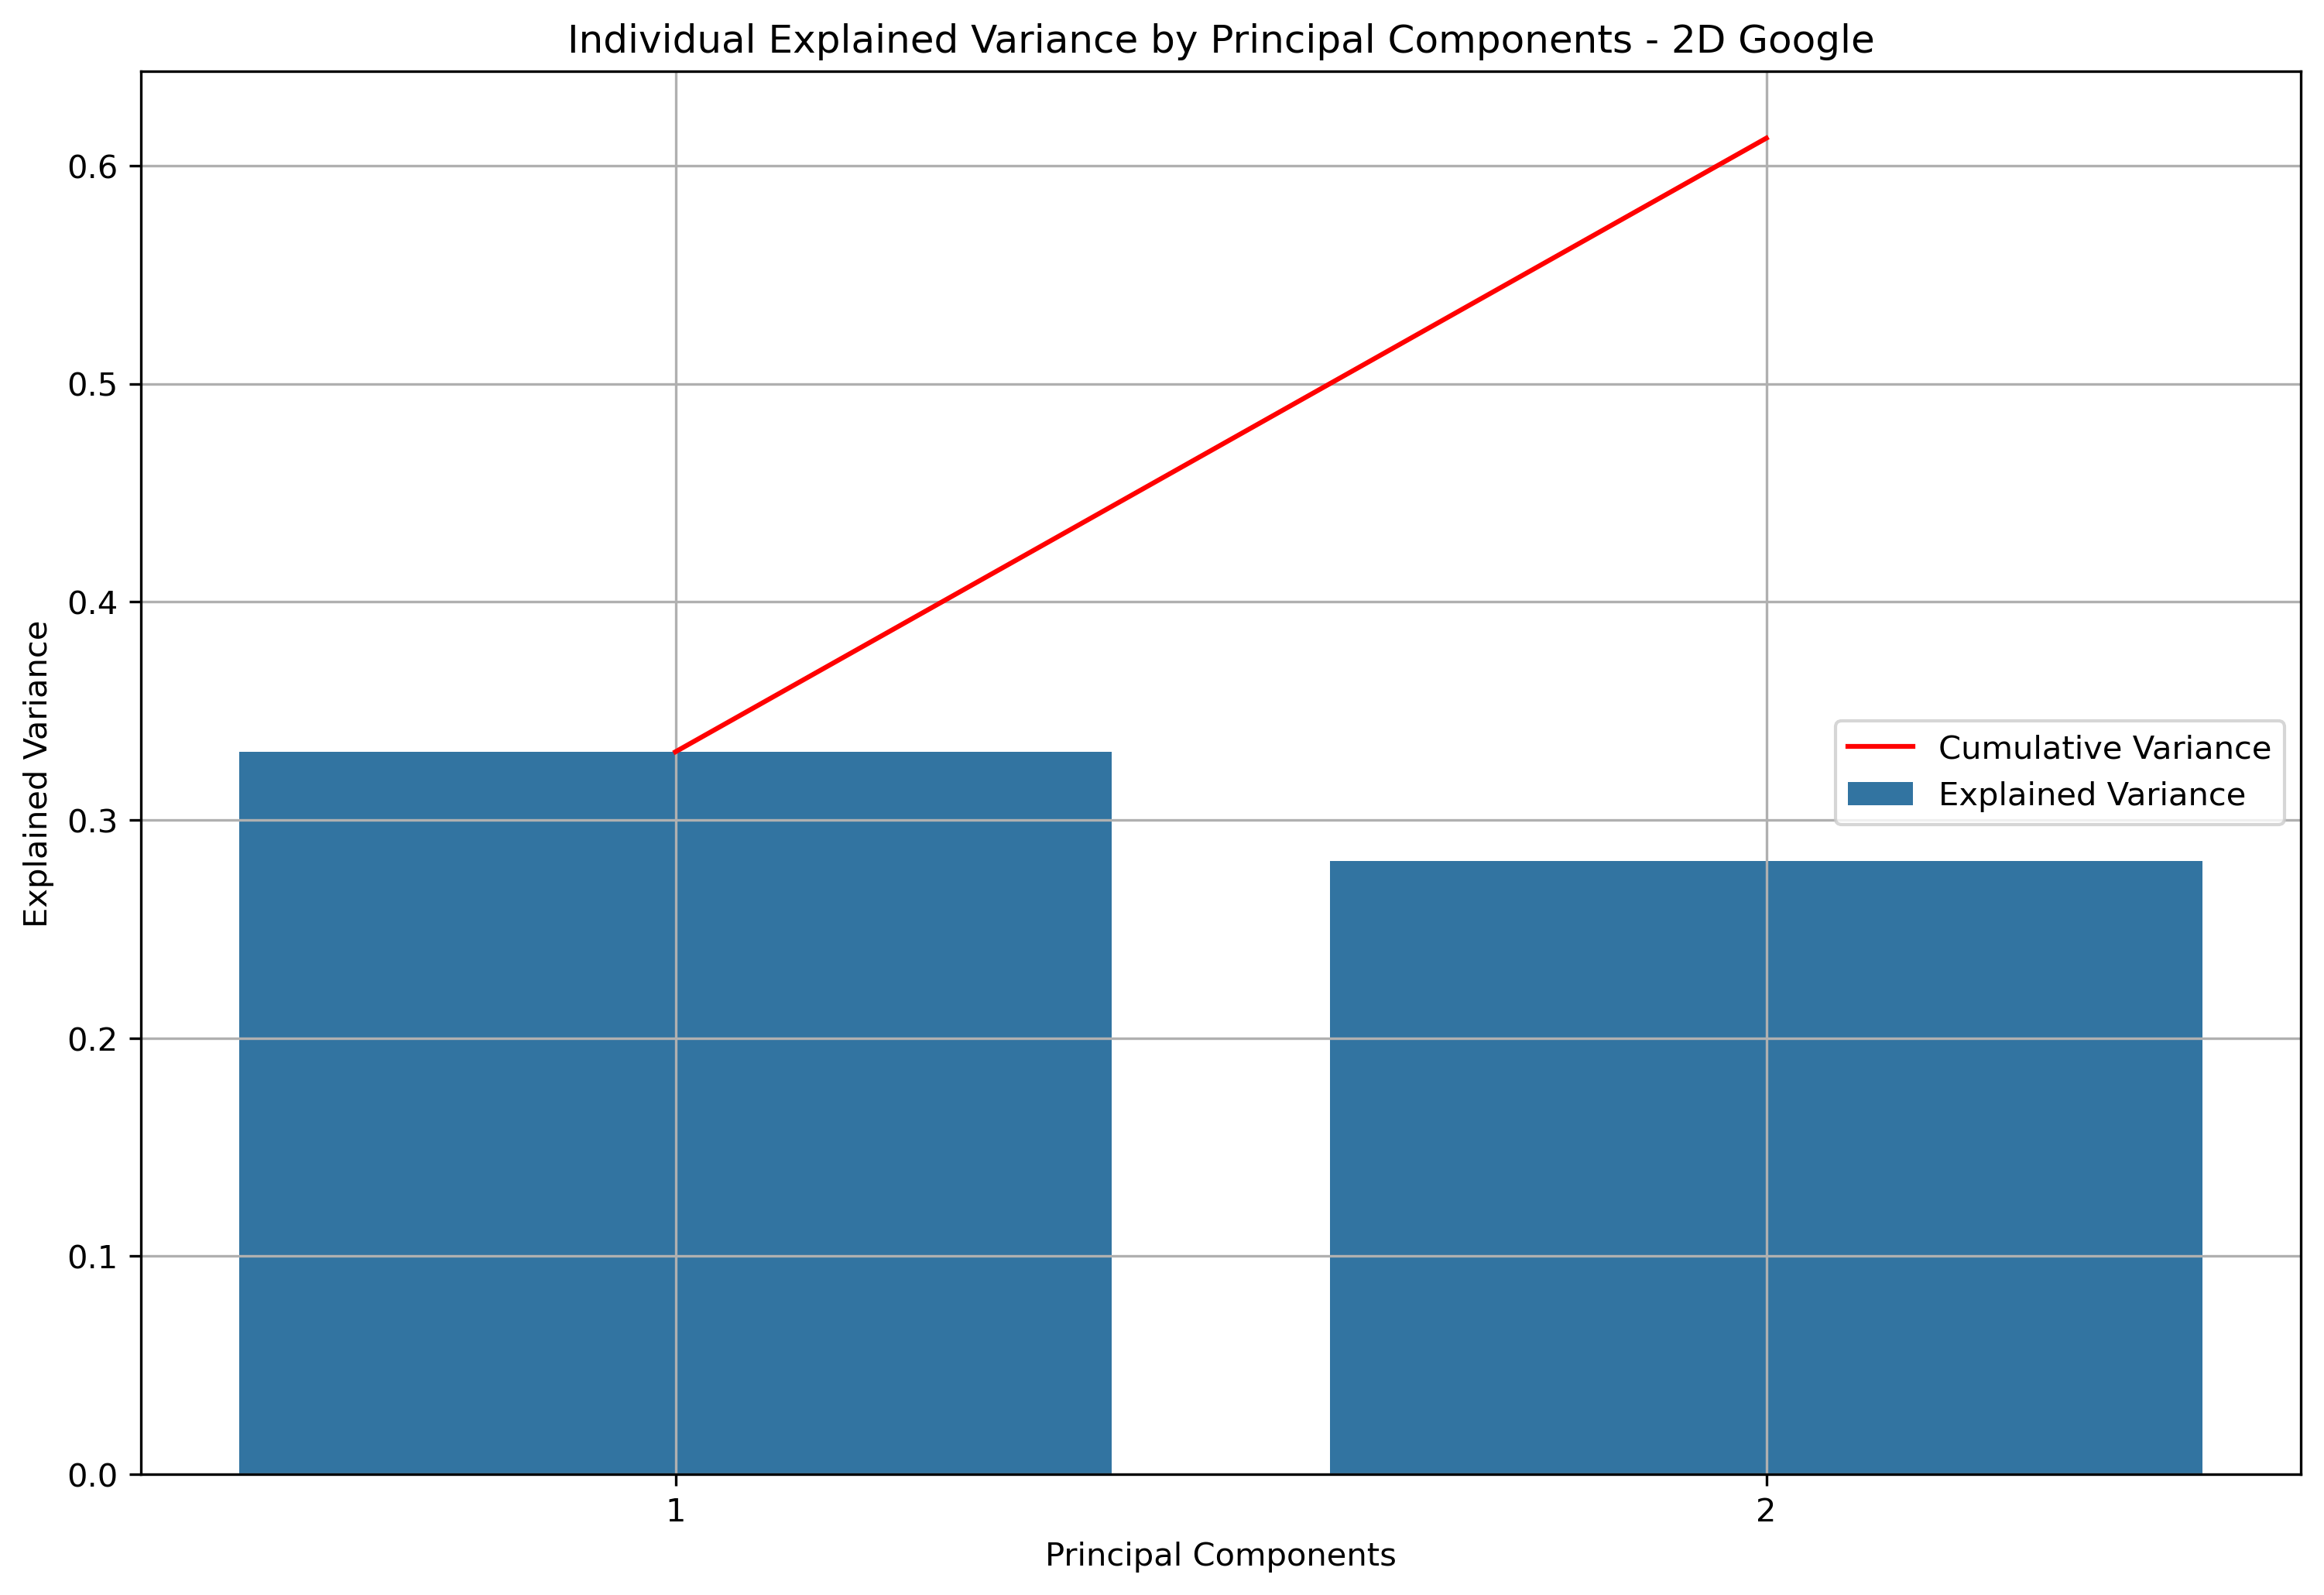 Individual Explained Variance by Principal Components - 2D Google
0.6
0.5
0.4
0.3
0.2
0.1
0.0
Explained Variance
Cumulative Variance
Explained Variance
1
2
Principal Components